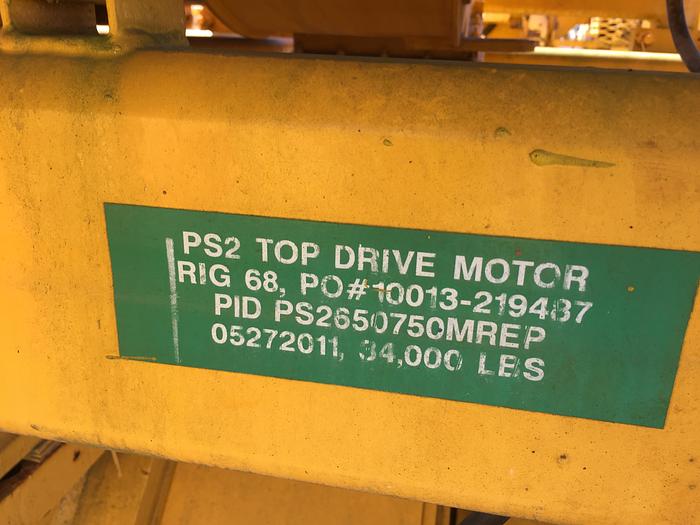 PS2 TOP DRIVE MOTOR
RIG 68, PO# 10013-219487
PID PS2650750MREP
05272011, 34,000 LBS